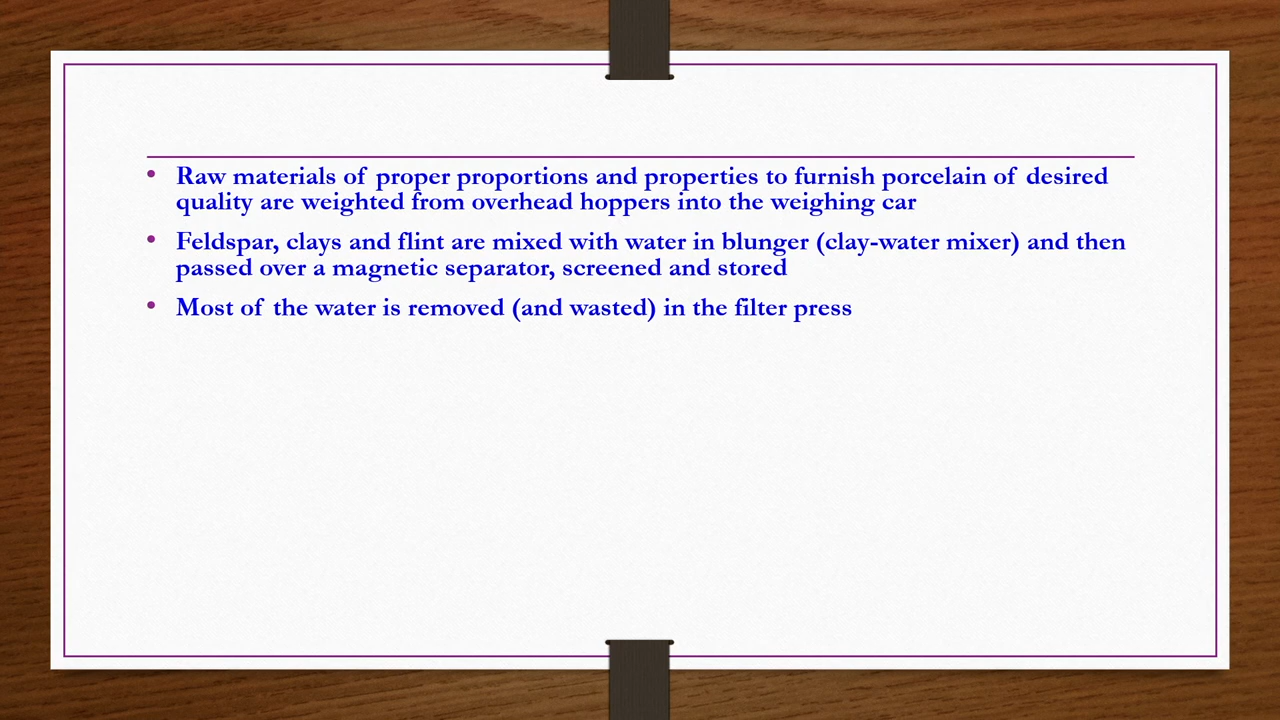 • Raw materials of proper proportions and properties to furnish porcelain of desired
quality are weighted from overhead hoppers into the weighing car
• Feldspar, clays and flint are mixed with water in blunger (clay-water mixer) and then
passed over a magnetic separator, screened and stored
• Most of the water is removed (and wasted) in the filter press